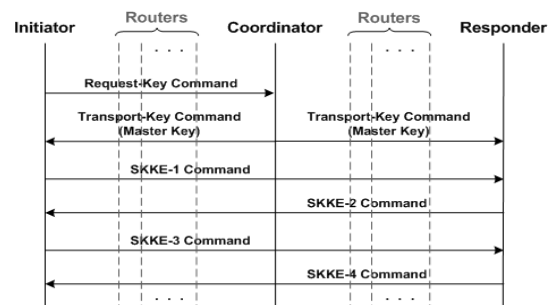 Routers
Routers
Initiator
Coordinator
Responder
. . .
. . .
Request-Key Command
Transport-Key Command
(Master Key)
Transport-Key Command
(Master Key)
SKKE-1 Command
SKKE-2 Command
SKKE-3 Command
SKKE-4 Command
. . .
. . .